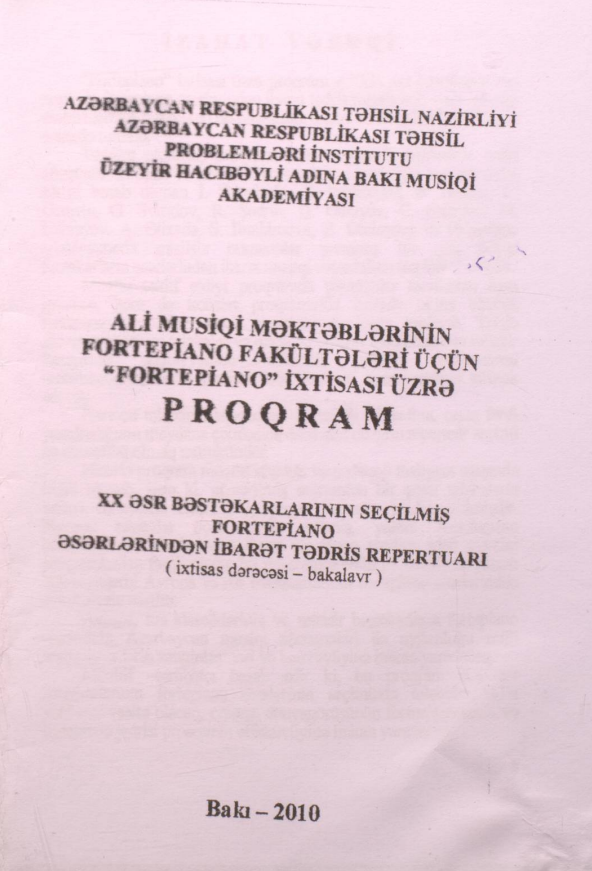 AZƏRBAYCAN RESPUBLİKASI TƏHSİL NAZİRLİYİ
AZƏRBAYCAN RESPUBLİKASI TƏHSİL
PROBLEMLƏRİ İNSTİTUTU
ÜZEYİR HACIBƏYLİ ADINA BAKI MUSİQİ
AKADEMİYASI
ALİ MUSİQİ MƏKTƏBLƏRİNİN
FORTEPİANO FAKÜLTƏLƏRİ ÜÇÜN
“FORTEPİANO” İXTİSASI ÜZRƏ
PROQRAM
XX ƏSR BƏSTƏKARLARININ SEÇİLMİŞ
FORTEPİANO
ƏSƏRLƏRİNDƏN İBARƏT TƏDRİS REPERTUARI
( ixtisas dərəcəsi – bakalavr )
Bakı – 2010